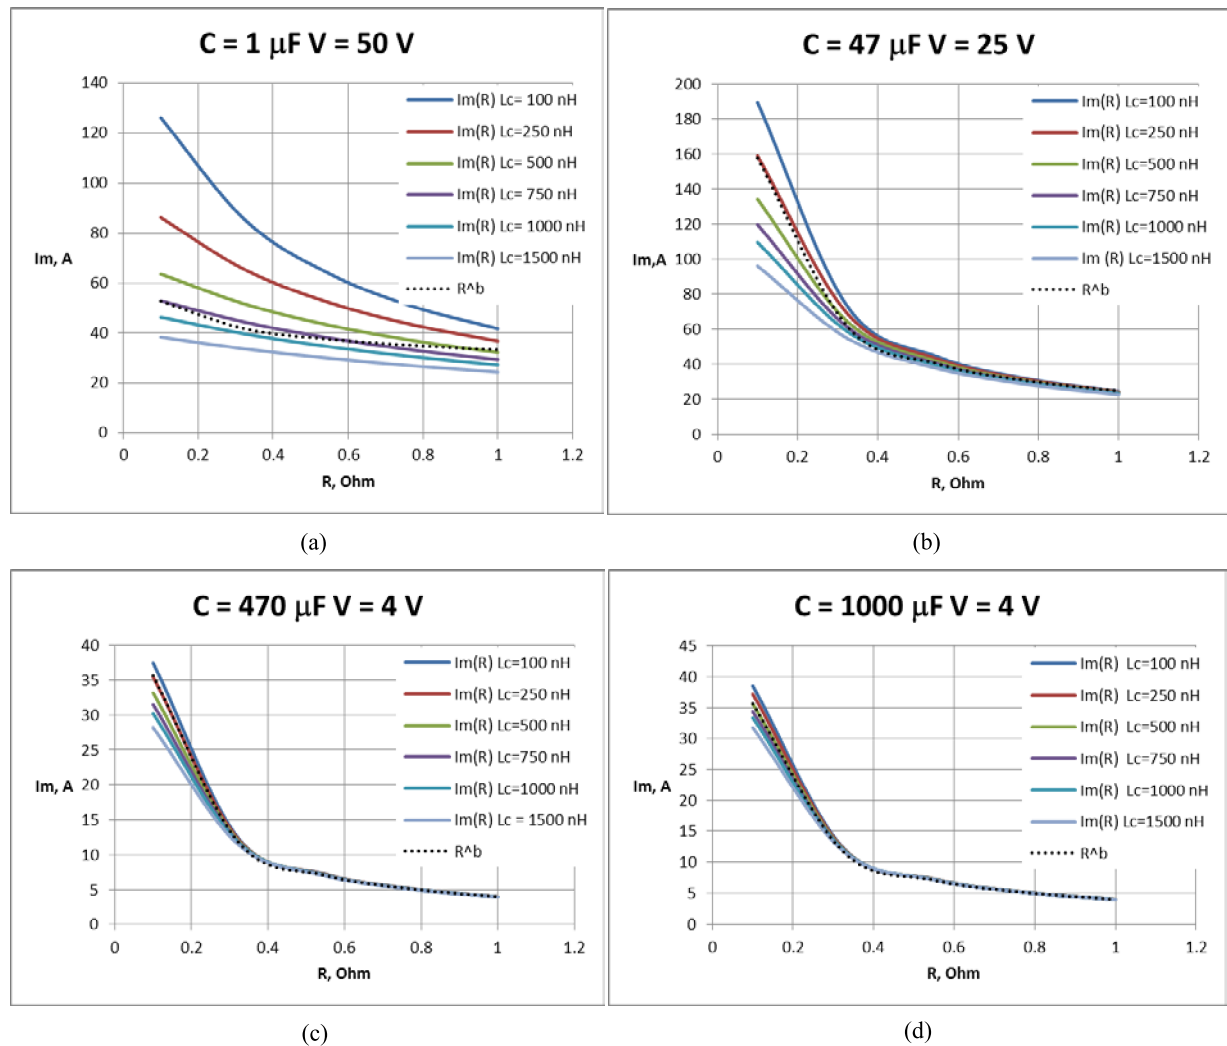 C = 1 μF V = 50 V
140
120
100
80
60
40
20
0
Im, A
0 0.2 0.4 0.6 0.8 1 1.2
R, Ohm
Im(R) Lc= 100 nH
Im(R) Lc=250 nH
Im(R) Lc= 500 nH
Im(R) Lc= 750 nH
Im(R) Lc= 1000 nH
Im(R) Lc=1500 nH
R^b
(a)
C = 47 μF V = 25 V
200
180
160
140
120
100
80
60
40
20
0
Im,A
0 0.2 0.4 0.6 0.8 1 1.2
R, Ohm
Im(R) Lc=100 nH
Im(R) Lc=250 nH
Im(R) Lc=500 nH
Im(R) Lc=750 nH
Im(R) Lc=1000 nH
Im (R) Lc=1500 nH
R^b
(b)
C = 470 μF V = 4 V
40
35
30
25
20
15
10
5
0
Im, A
0 0.2 0.4 0.6 0.8 1 1.2
R, Ohm
Im(R) Lc=100 nH
Im(R) Lc=250 nH
Im(R) Lc=500 nH
Im(R) Lc=750 nH
Im(R) Lc=1000 nH
Im(R) Lc = 1500 nH
R^b
(c)
C = 1000 μF V = 4 V
45
40
35
30
25
20
15
10
5
0
Im, A
0 0.2 0.4 0.6 0.8 1 1.2
R, Ohm
Im(R) Lc=100 nH
Im(R) Lc=250 nH
Im(R) Lc=500 nH
Im(R) Lc=750 nH
Im(R) Lc=1000 nH
Im(R) Lc=1500 nH
R^b
(d)